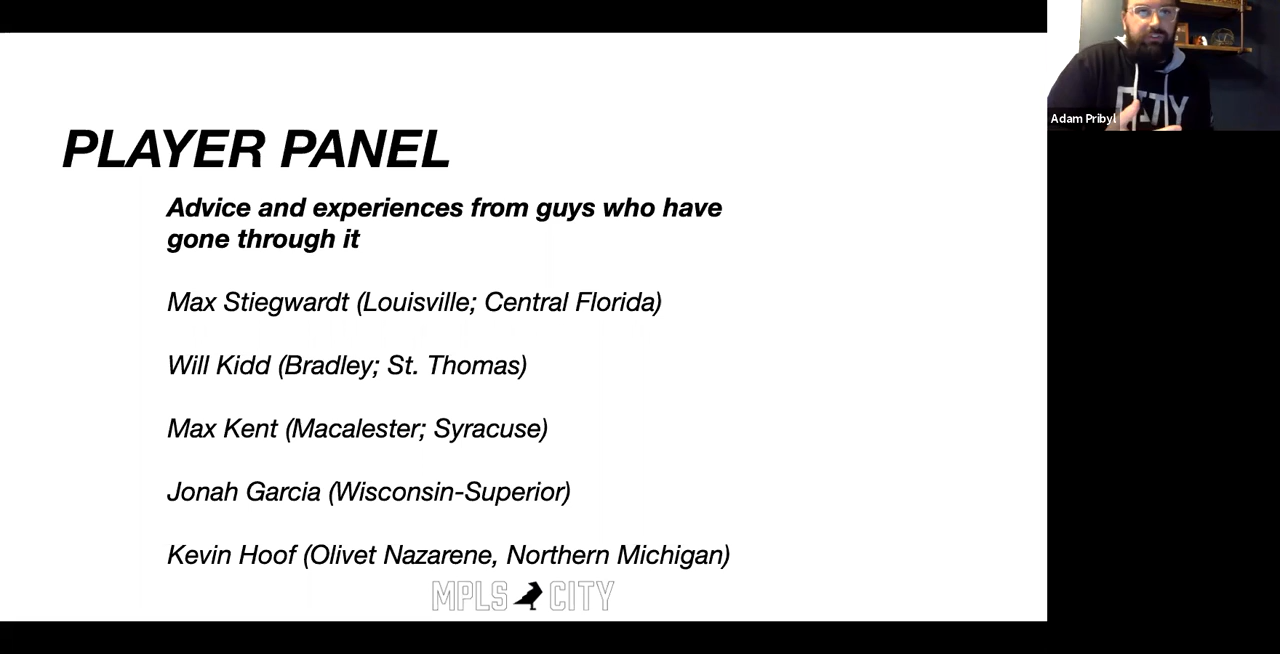 PLAYER PANEL
Advice and experiences from guys who have
gone through it
Max Stiegwardt (Louisville; Central Florida)
Will Kidd (Bradley; St. Thomas)
Max Kent (Macalester; Syracuse)
Jonah Garcia (Wisconsin-Superior)
Kevin Hoof (Olivet Nazarene, Northern Michigan)
MPLS CITY
CITY
Adam Pribyl